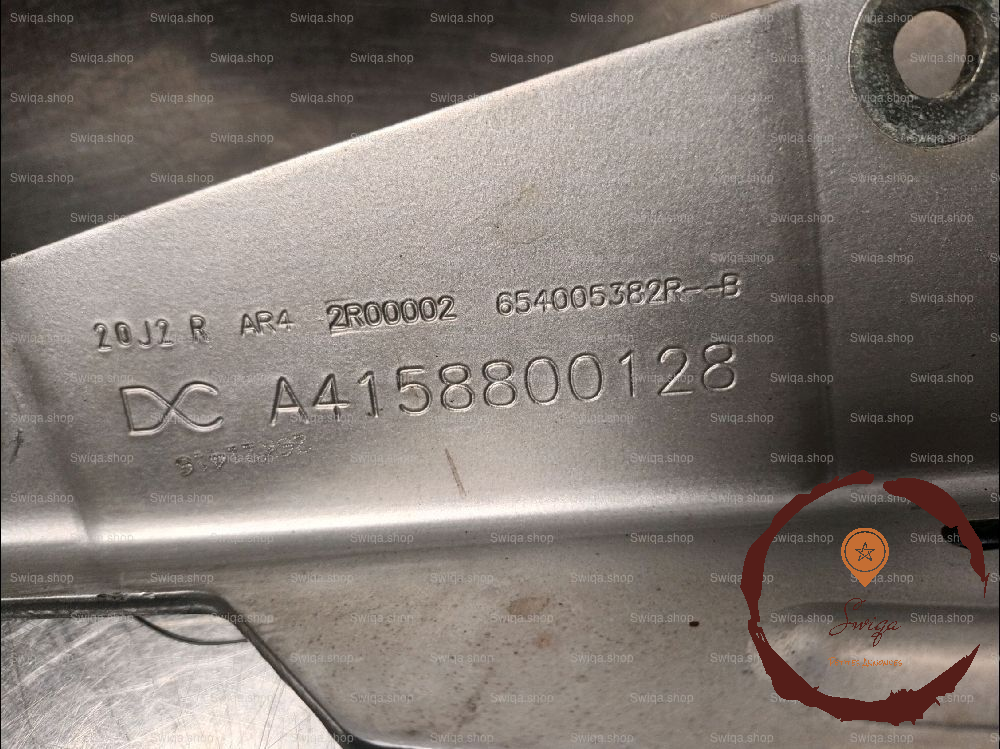 20J2 R AR4 2R00002 654005382R--B
DC A4158800128
Swiqa
Swiqa.shop